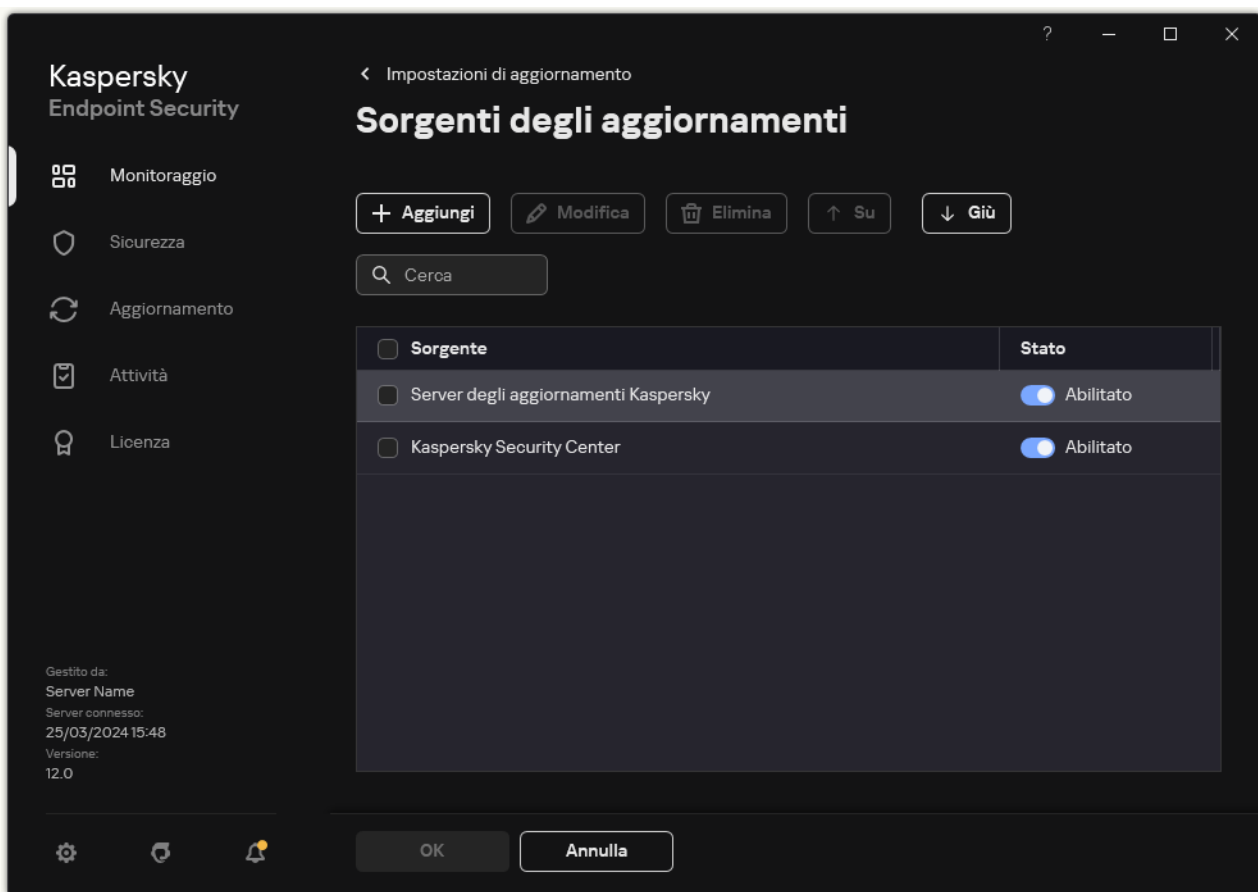 ?
Kaspersky
Endpoint Security
Monitoraggio
Sicurezza
Aggiornamento
Attività
Licenza
Gestito da:
Server Name
Server connesso:
25/03/2024 15:48
Versione:
12.0
Impostazioni di aggiornamento
Sorgenti degli aggiornamenti
Aggiungi Modifica Elimina Su Giù
Cerca
Sorgente Stato
Server degli aggiornamenti Kaspersky Abilitato
Kaspersky Security Center Abilitato
OK Annulla